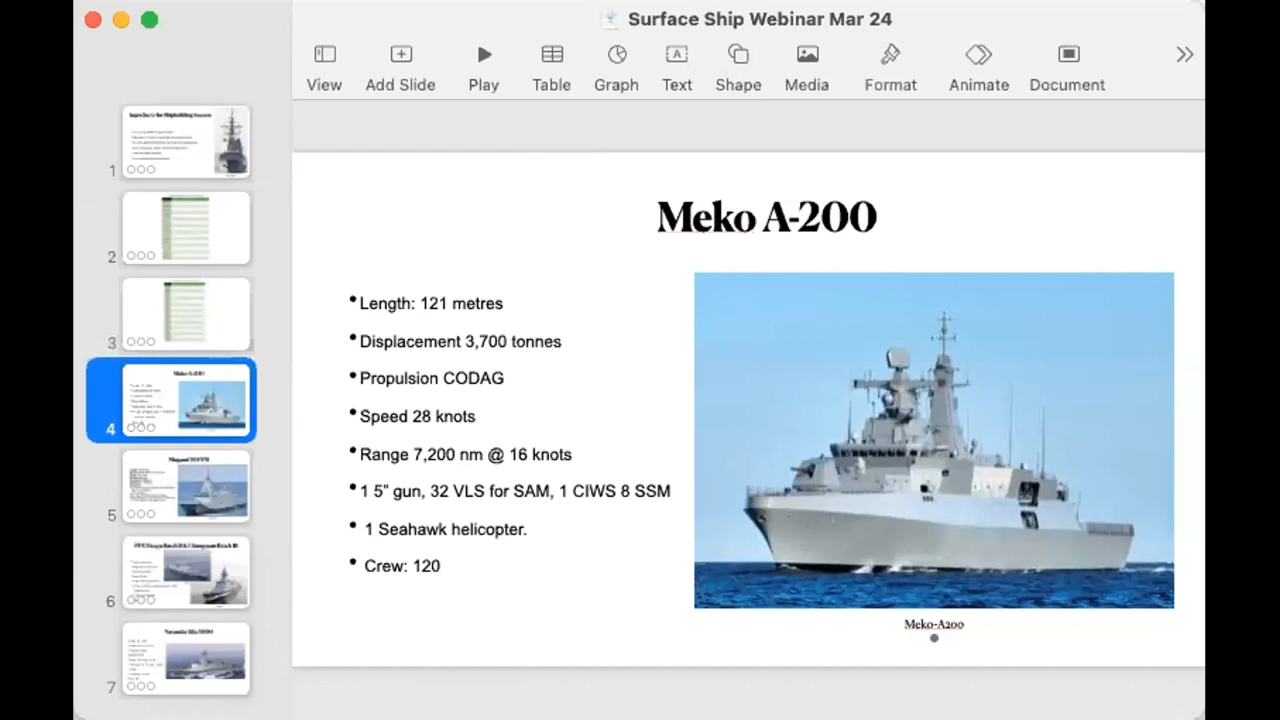 Surface Ship Webinar Mar 24
View
Add Slide
Play
Table
Graph
Text
Shape
Media
Format
Animate
Document
1
2
3
Meko A-200
4
5
6
7
Meko A-200
• Length: 121 metres
• Displacement 3,700 tonnes
• Propulsion CODAG
• Speed 28 knots
• Range 7,200 nm @ 16 knots
• 1 5" gun, 32 VLS for SAM, 1 CIWS 8 SSM
• 1 Seahawk helicopter.
• Crew: 120
Meko-A200